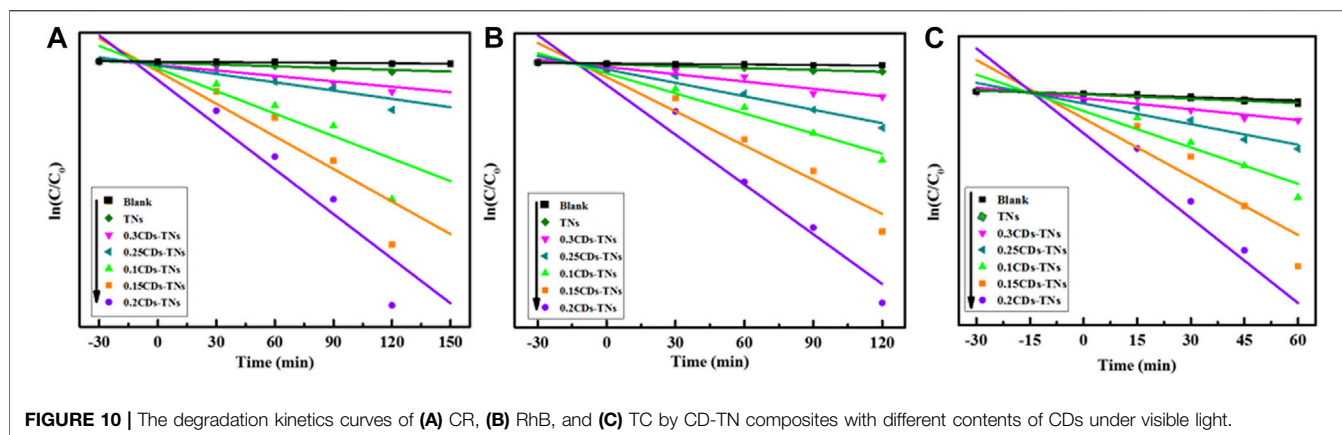 A
ln(C/C0)
Blank
TNs
0.3CDs-TNs
0.25CDs-TNs
0.1CDs-TNs
0.15CDs-TNs
0.2CDs-TNs
-30 0 30 60 90 120 150
Time (min)
B
ln(C/C0)
Blank
TNs
0.3CDs-TNs
0.25CDs-TNs
0.1CDs-TNs
0.15CDs-TNs
0.2CDs-TNs
-30 0 30 60 90 120
Time (min)
C
ln(C/C0)
Blank
TNs
0.3CDs-TNs
0.25CDs-TNs
0.1CDs-TNs
0.15CDs-TNs
0.2CDs-TNs
-30 -15 0 15 30 45 60
Time (min)
FIGURE 10 | The degradation kinetics curves of (A) CR, (B) RhB, and (C) TC by CD-TN composites with different contents of CDs under visible light.